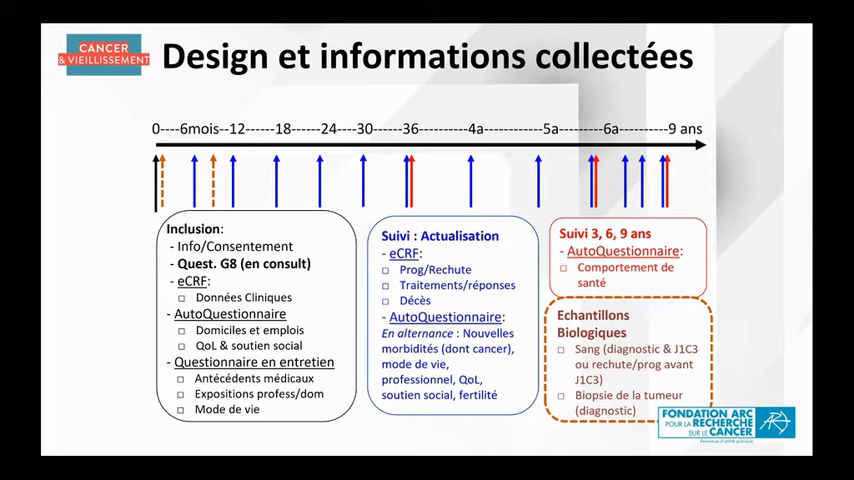 CANCER
& VIEILLISSEMENT
Design et informations collectées
0----6mois--12------18------24----30------36----------4a------------5a--------6a----------9 ans
Inclusion:
- Info/Consentement
- Quest. G8 (en consult)
- eCRF:
Données Cliniques
- AutoQuestionnaire
Domiciles et emplois
QoL & soutien social
- Questionnaire en entretien
Antécédents médicaux
Expositions profess/dom
Mode de vie
Suivi : Actualisation
- eCRF:
Prog/Rechute
Traitements/réponses
Décès
- AutoQuestionnaire:
En alternance : Nouvelles
morbidités (dont cancer),
mode de vie,
professionnel, QoL,
soutien social, fertilité
Suivi 3, 6, 9 ans
- AutoQuestionnaire:
Comportement de
santé
Echantillons
Biologiques
Sang (diagnostic & J1C3
ou rechute/prog avant
J1C3)
Biopsie de la tumeur
(diagnostic)
FONDATION ARC
POUR LA RECHERCHE
SUR LE CANCER
Reconnue d'utilité publique